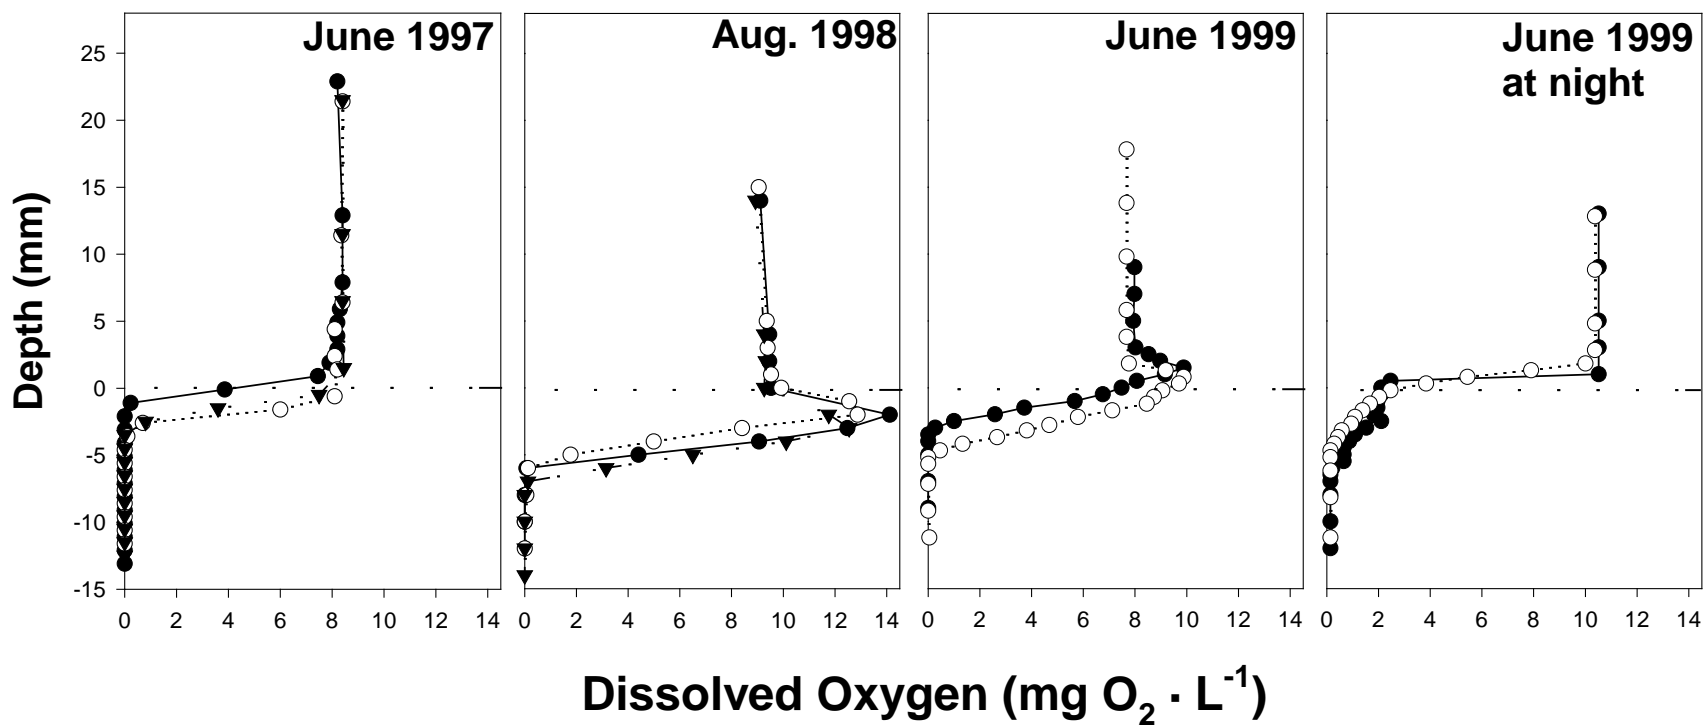 June 1997
Aug. 1998
June 1999
June 1999
at night
Depth (mm)
25
20
15
10
5
0
-5
-10
-15
0 2 4 6 8 10 12 14
0 2 4 6 8 10 12 14
0 2 4 6 8 10 12 14
0 2 4 6 8 10 12 14
Dissolved Oxygen (mg O₂ · L⁻¹)